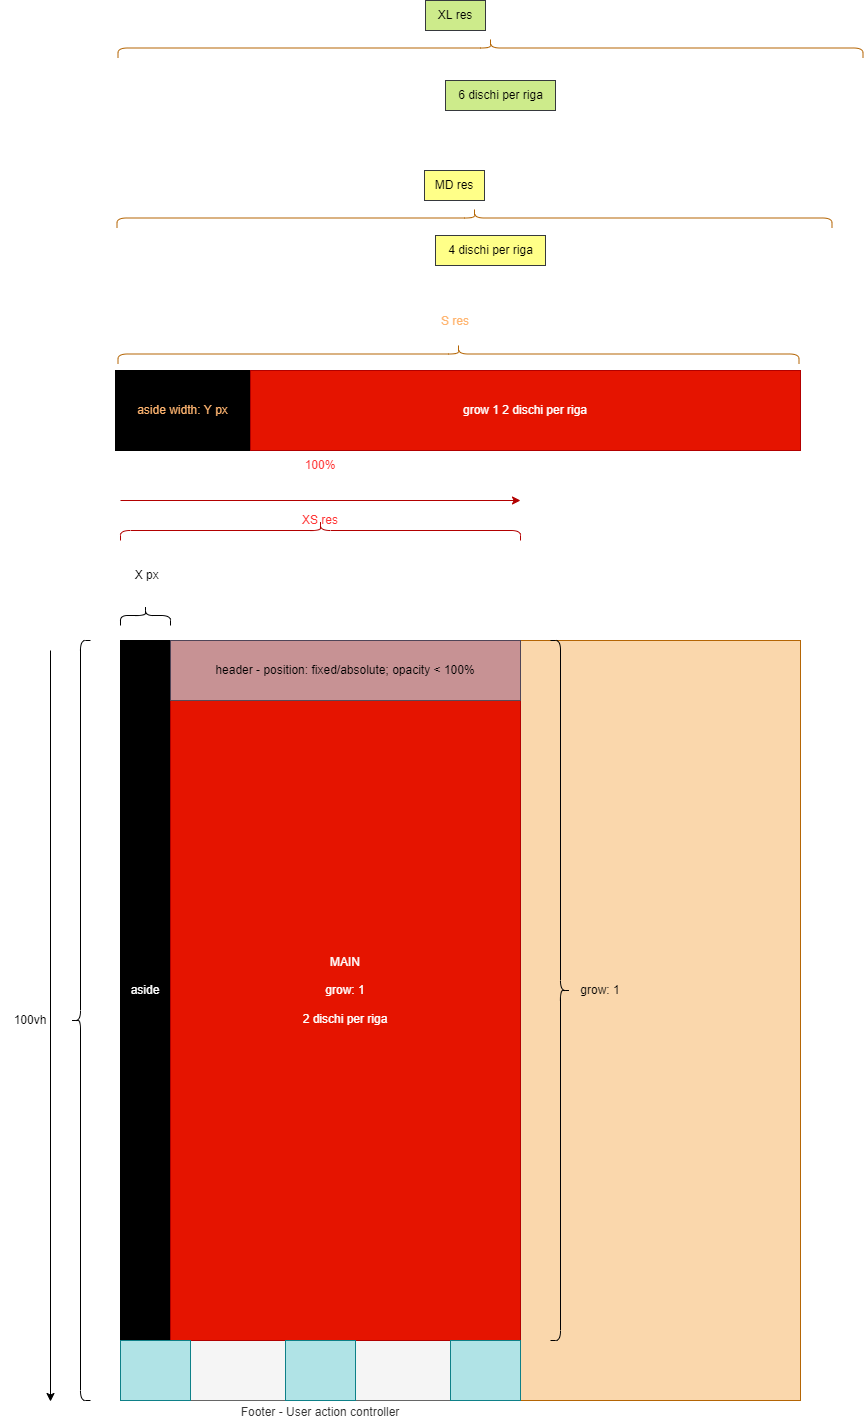 XL res
6 dischi per riga
MD res
4 dischi per riga
S res
aside width: Y px
grow 1 2 dischi per riga
100%
XS res
X px
header - position: fixed/absolute; opacity < 100%
MAIN
aside
grow: 1
grow: 1
2 dischi per riga
100vh
Footer - User action controller